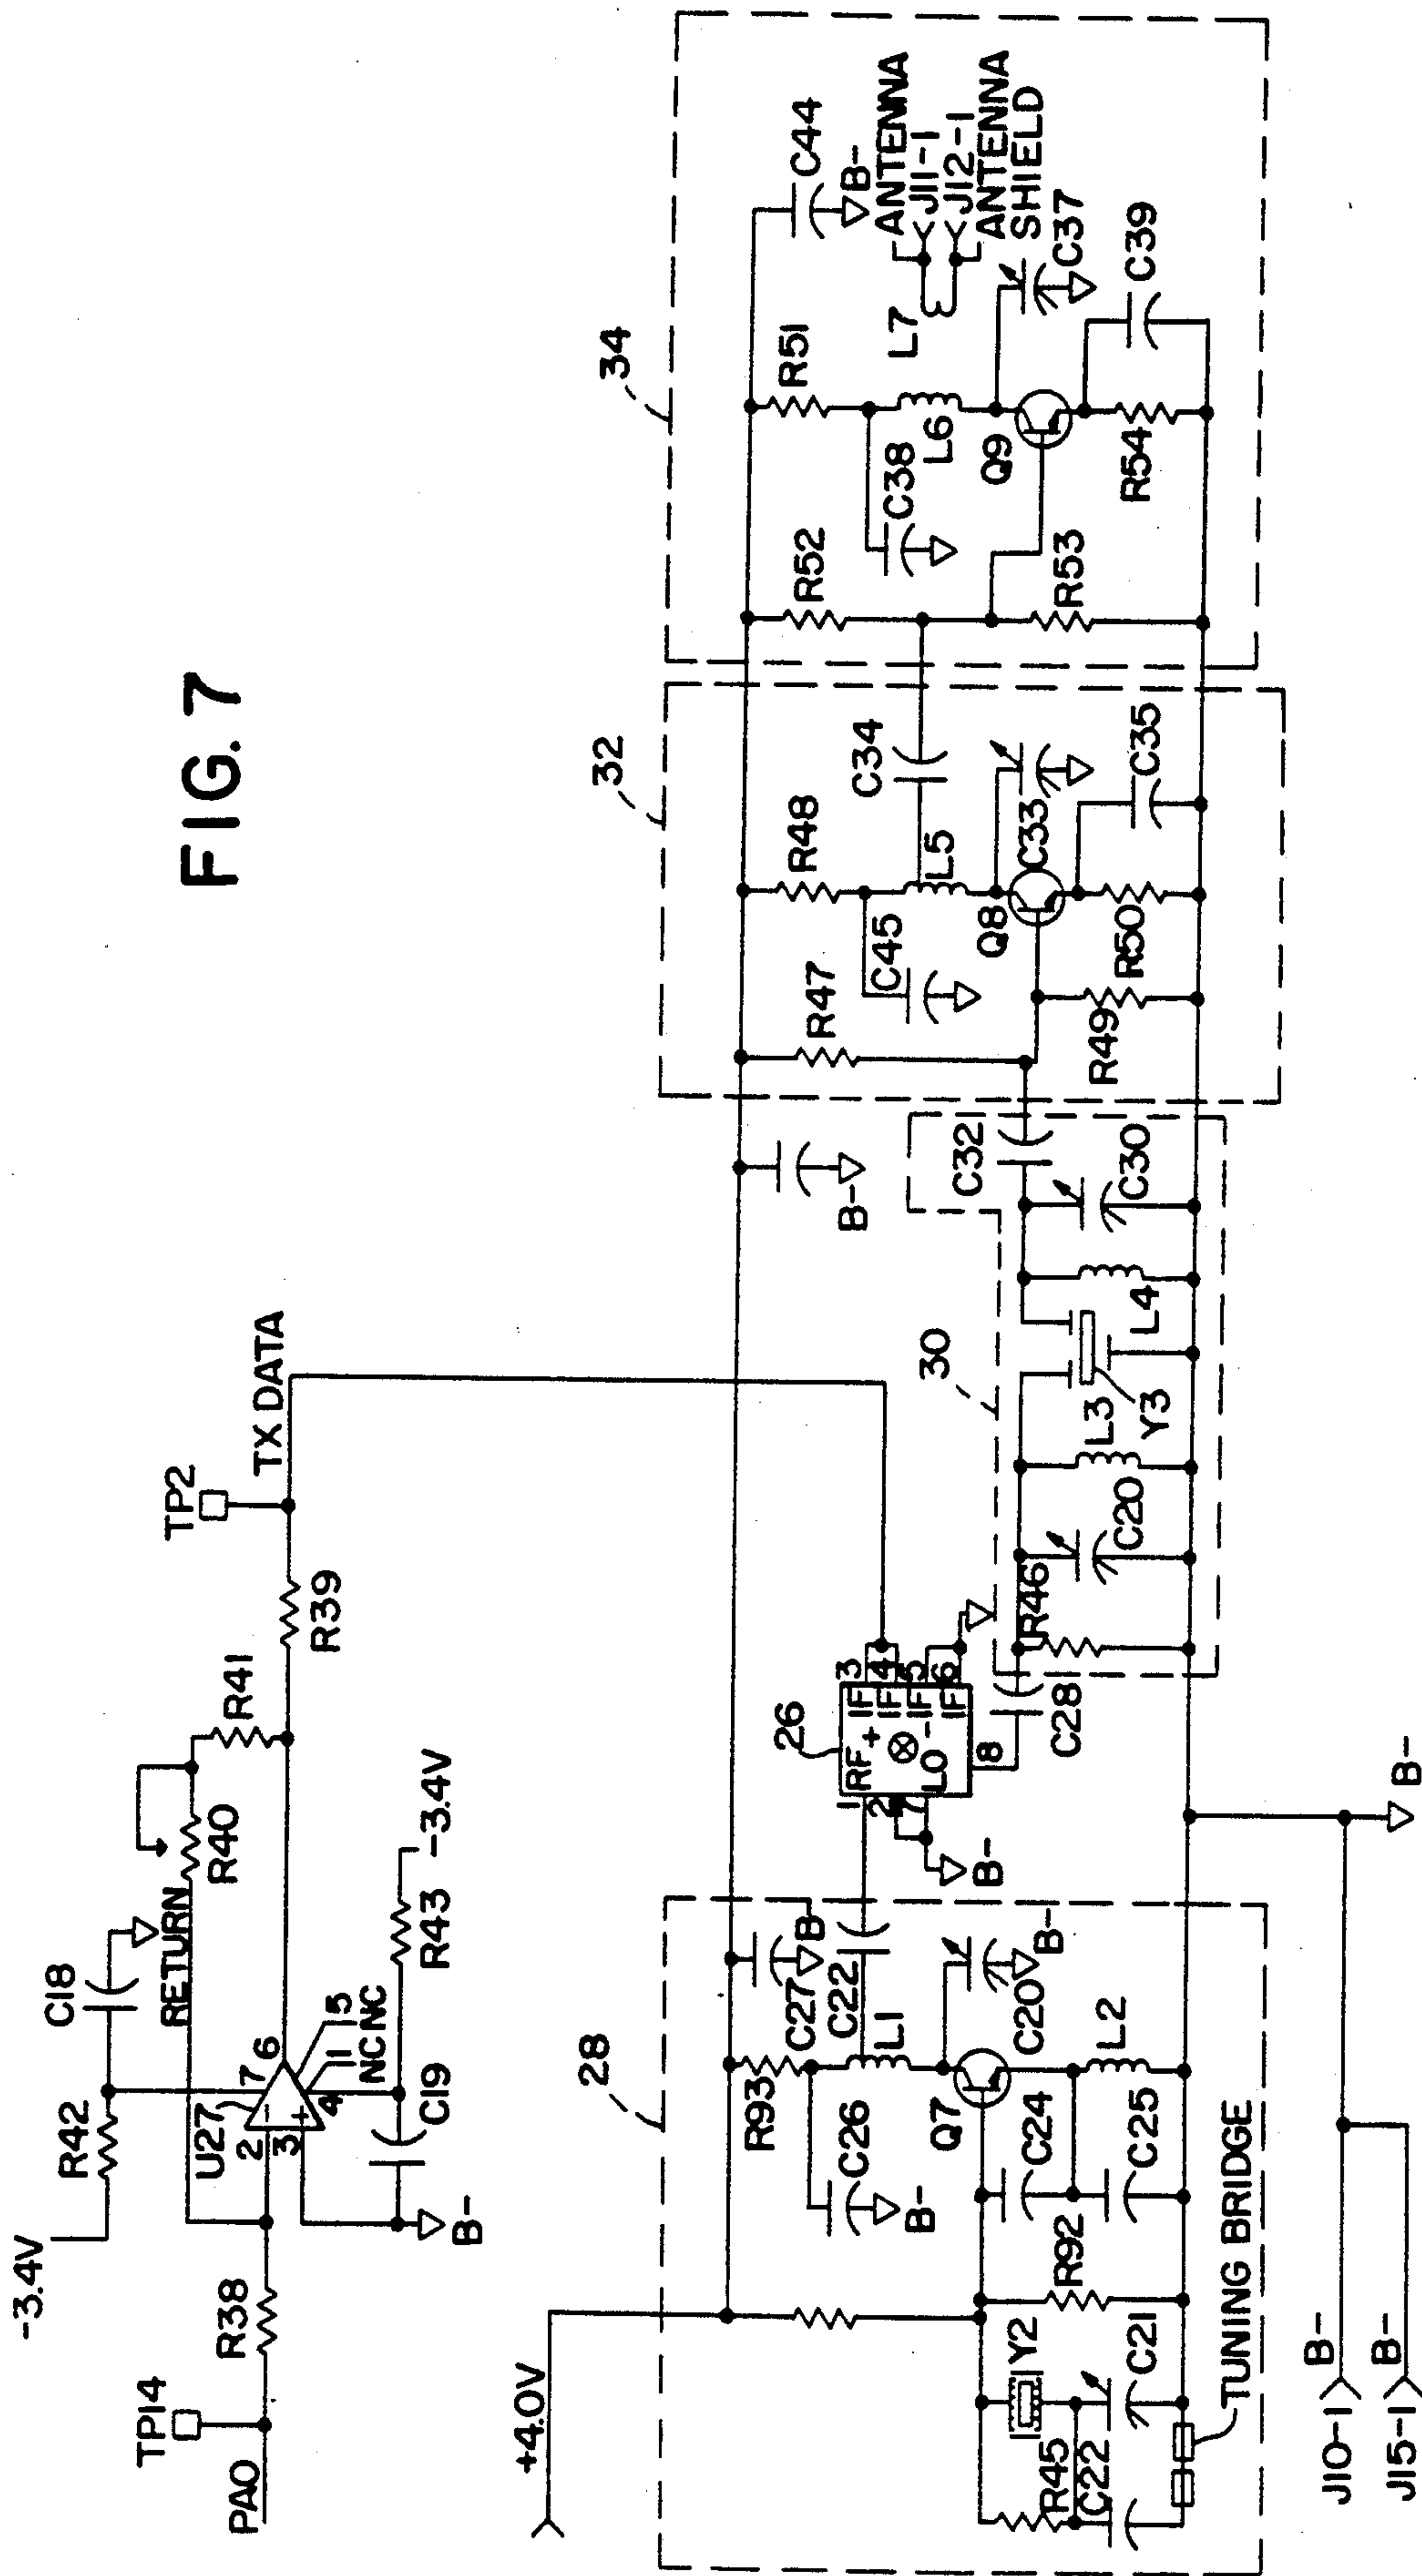 FIG. 7
-3.4V
R42
C18
RETURN
R40
R41
TP14
PA0
R38
U27
2
3
7
6
4
1
5
NC
NC
C19
B-
R43
-3.4V
R39
TP2
TX DATA
+4.0V
28
R93
C27
B-
C22
L1
C26
B-
Q7
C20
B-
C24
C25
L2
R92
Y2
R45
C22
C21
TUNING BRIDGE
26
1
2
7
RF
+
LO
-
IF
3
IF
4
IF
5
IF
6
8
B-
C28
30
R46
C20
L3
Y3
L4
C30
C32
B-
32
R47
R48
C45
L5
C34
Q8
C33
R49
R50
C35
34
R52
R51
C38
L6
L7
C44
B-
ANTENNA
J11-1
J12-1
ANTENNA
SHIELD
C37
Q9
R53
R54
C39
J10-1
B-
J15-1
B-
B-